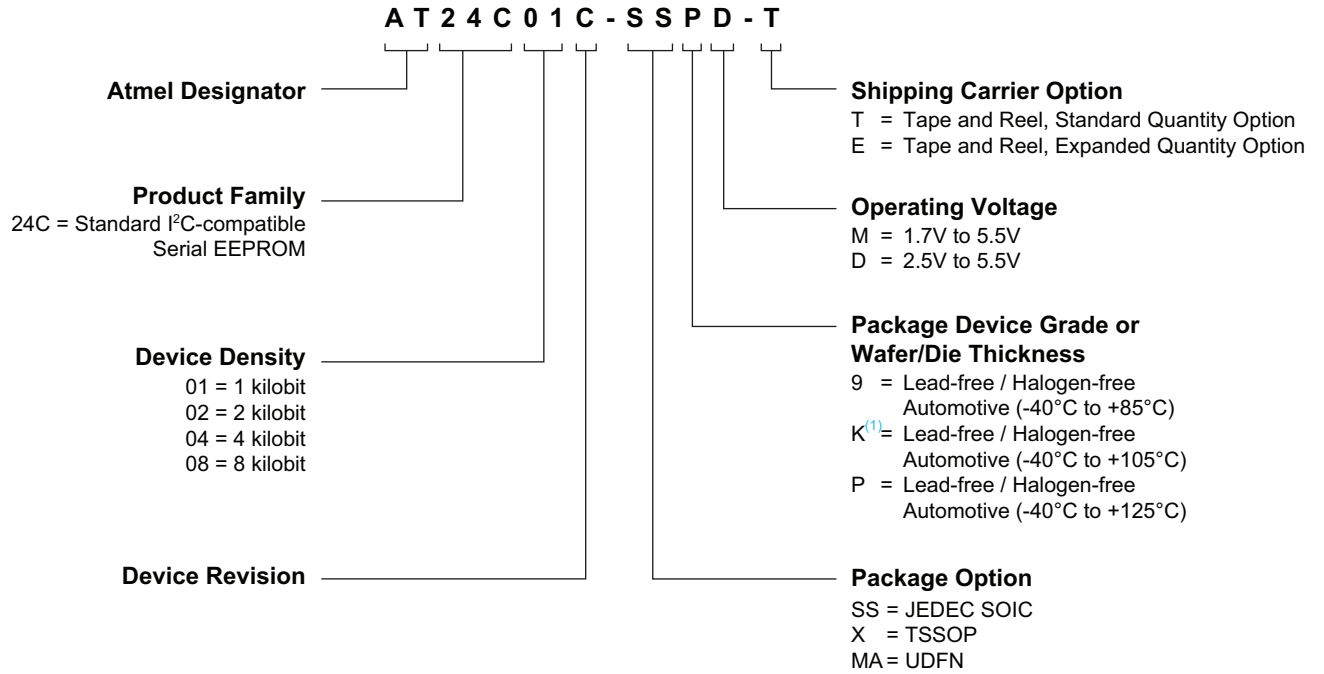 AT24C01C-SSPD-T
Atmel Designator
Product Family
24C = Standard I²C-compatible
Serial EEPROM
Device Density
01 = 1 kilobit
02 = 2 kilobit
04 = 4 kilobit
08 = 8 kilobit
Device Revision
Shipping Carrier Option
T = Tape and Reel, Standard Quantity Option
E = Tape and Reel, Expanded Quantity Option
Operating Voltage
M = 1.7V to 5.5V
D = 2.5V to 5.5V
Package Device Grade or
Wafer/Die Thickness
9 = Lead-free / Halogen-free
Automotive (-40°C to +85°C)
K(1)= Lead-free / Halogen-free
Automotive (-40°C to +105°C)
P = Lead-free / Halogen-free
Automotive (-40°C to +125°C)
Package Option
SS = JEDEC SOIC
X = TSSOP
MA = UDFN